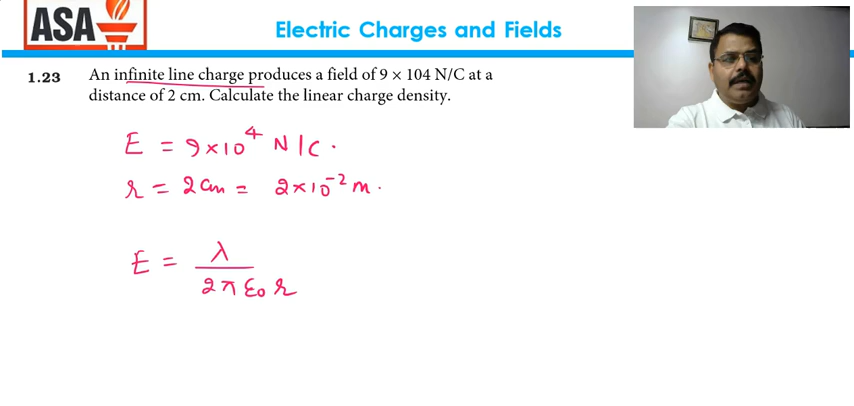 ASA
Electric Charges and Fields
1.23 An infinite line charge produces a field of 9 × 104 N/C at a
distance of 2 cm. Calculate the linear charge density.
E = 9×10⁴ N/C.
r = 2cm = 2×10⁻² m.
E = λ / 2π ε₀ r